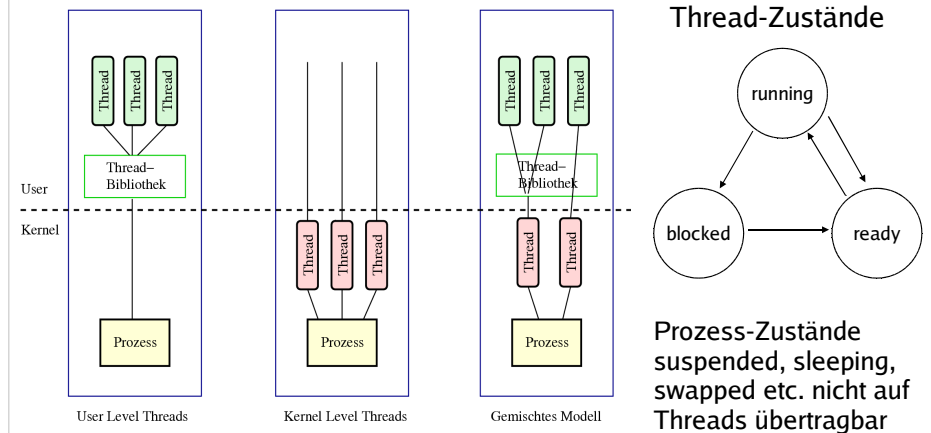 Thread
Thread
Thread
Thread–
Bibliothek
User
Kernel
Prozess
User Level Threads
Thread
Thread
Thread
Prozess
Kernel Level Threads
Thread
Thread
Thread
Thread–
Bibliothek
Thread
Thread
Prozess
Gemischtes Modell
Thread-Zustände
running
blocked
ready
Prozess-Zustände
suspended, sleeping,
swapped etc. nicht auf
Threads übertragbar